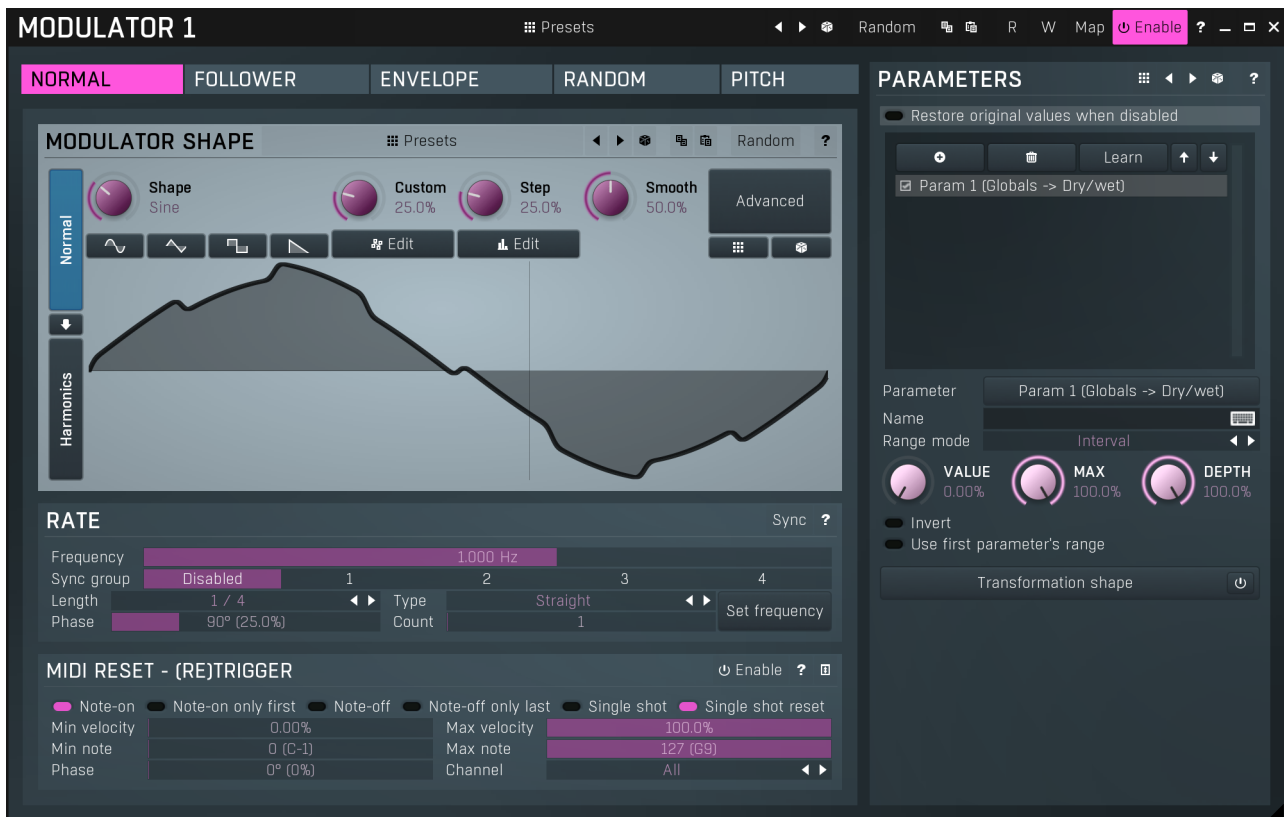 MODULATOR 1 Presets Random R W Map Enable ?
NORMAL FOLLOWER ENVELOPE RANDOM PITCH
MODULATOR SHAPE Presets Random ?
Normal
Harmonics
Shape Sine
Custom 25.0%
Step 25.0%
Smooth 50.0%
Advanced
Edit Edit
RATE Sync ?
Frequency 1.000 Hz
Sync group Disabled 1 2 3 4
Length 1 / 4 Type Straight
Phase 90° (25.0%) Count 1
Set frequency
MIDI RESET - (RE)TRIGGER Enable ?
Note-on Note-on only first Note-off Note-off only last Single shot Single shot reset
Min velocity 0.00% Max velocity 100.0%
Min note 0 (C-1) Max note 127 (G9)
Phase 0° (0%) Channel All
PARAMETERS ?
Restore original values when disabled
Learn
Param 1 (Globals -> Dry/wet)
Parameter Param 1 (Globals -> Dry/wet)
Name
Range mode Interval
VALUE 0.00%
MAX 100.0%
DEPTH 100.0%
Invert
Use first parameter's range
Transformation shape